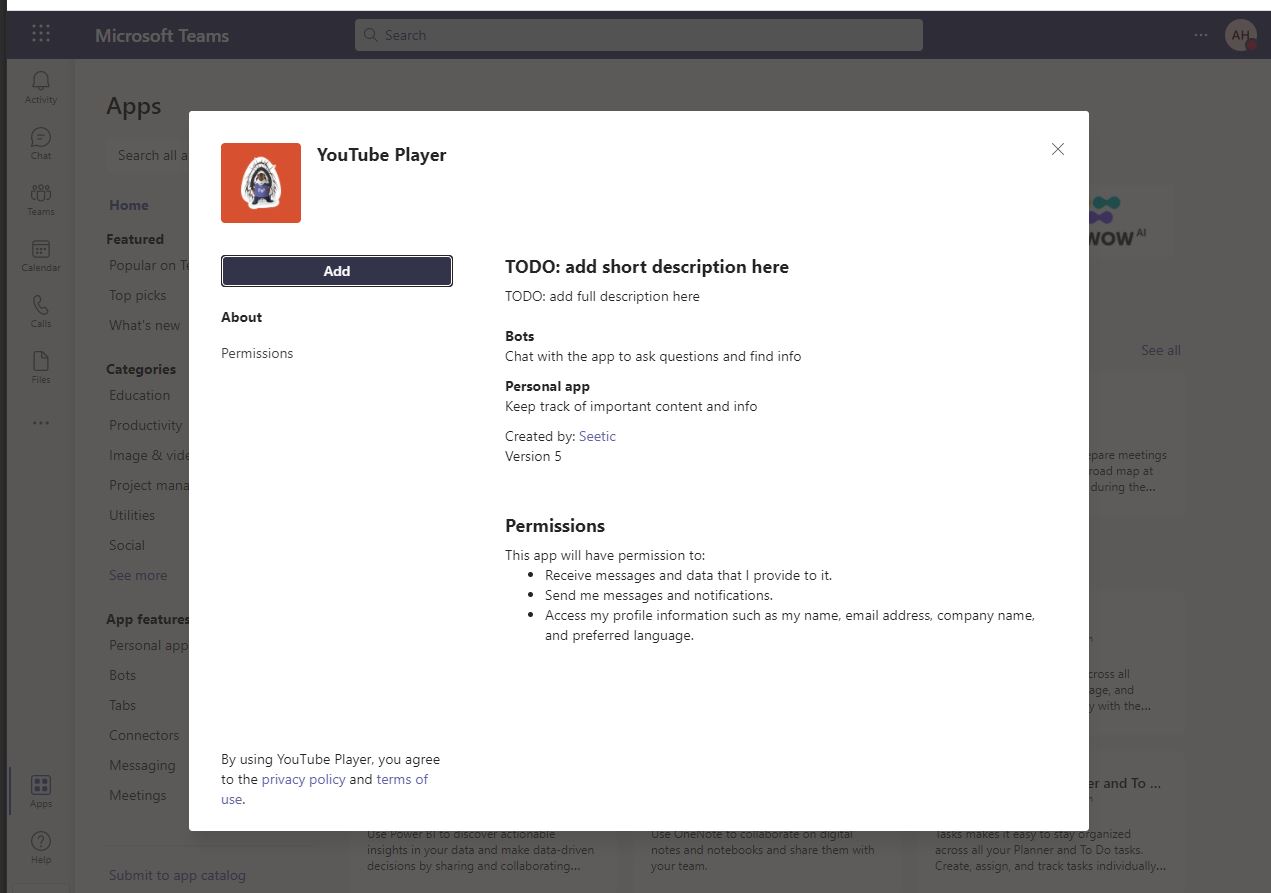 Microsoft Teams
Search
AH
Activity
Chat
Teams
Calendar
Calls
Files
Apps
Help
Apps
Search all a
Home
Featured
Popular on Te
Top picks
What's new
Categories
Education
Productivity
Image & vide
Project mana
Utilities
Social
See more
App features
Personal app
Bots
Tabs
Connectors
Messaging
Meetings
Submit to app catalog
YouTube Player
Add
About
Permissions
By using YouTube Player, you agree
to the privacy policy and terms of
use.
TODO: add short description here
TODO: add full description here
Bots
Chat with the app to ask questions and find info
Personal app
Keep track of important content and info
Created by: Seetic
Version 5
Permissions
This app will have permission to:
• Receive messages and data that I provide to it.
• Send me messages and notifications.
• Access my profile information such as my name, email address, company name,
and preferred language.
WOW AI
See all
epare meetings
road map at
during the...
cross all
age, and
y with the...
er and To ...
Use Power BI to discover actionable
insights in your data and make data-driven
decisions by sharing and collaborating...
Use OneNote to collaborate on digital
notes and notebooks and share them with
your team.
Tasks makes it easy to stay organized
across all your Planner and To Do tasks.
Create, assign, and track tasks individually...